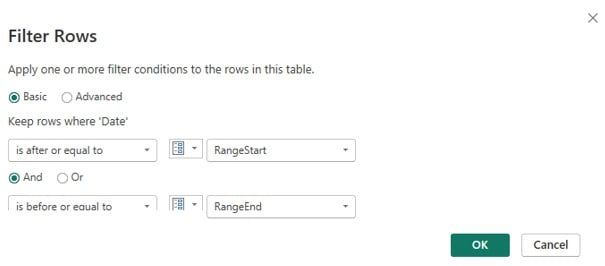 Filter Rows
Apply one or more filter conditions to the rows in this table.
Basic Advanced
Keep rows where 'Date'
is after or equal to RangeStart
And Or
is before or equal to RangeEnd
OK Cancel